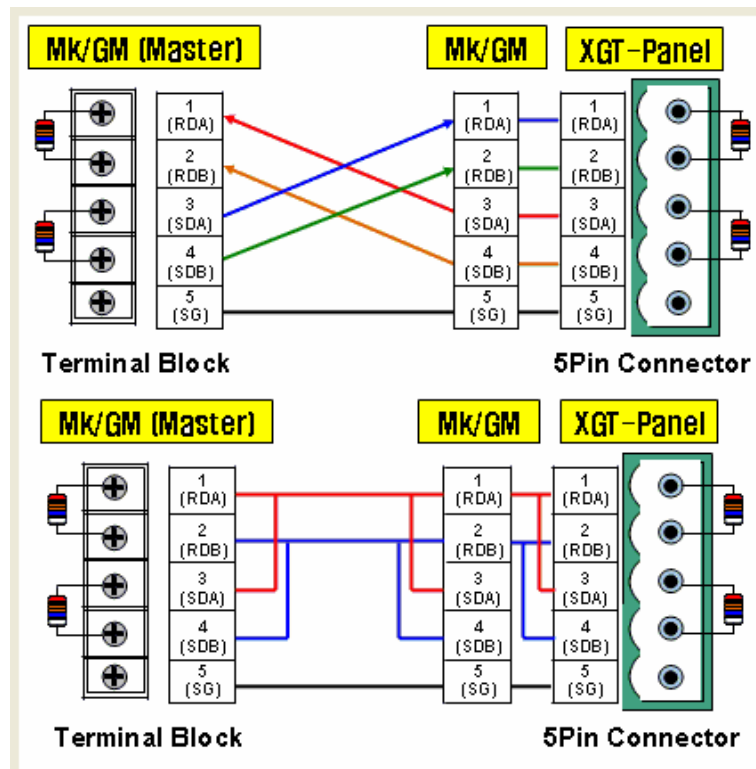 MK/GM (Master)
MK/GM
XGT-Panel
1
(RDA)
2
(RDB)
3
(SDA)
4
(SDB)
5
(SG)
1
(RDA)
2
(RDB)
3
(SDA)
4
(SDB)
5
(SG)
1
(RDA)
2
(RDB)
3
(SDA)
4
(SDB)
5
(SG)
Terminal Block
5Pin Connector
MK/GM (Master)
MK/GM
XGT-Panel
1
(RDA)
2
(RDB)
3
(SDA)
4
(SDB)
5
(SG)
1
(RDA)
2
(RDB)
3
(SDA)
4
(SDB)
5
(SG)
1
(RDA)
2
(RDB)
3
(SDA)
4
(SDB)
5
(SG)
Terminal Block
5Pin Connector